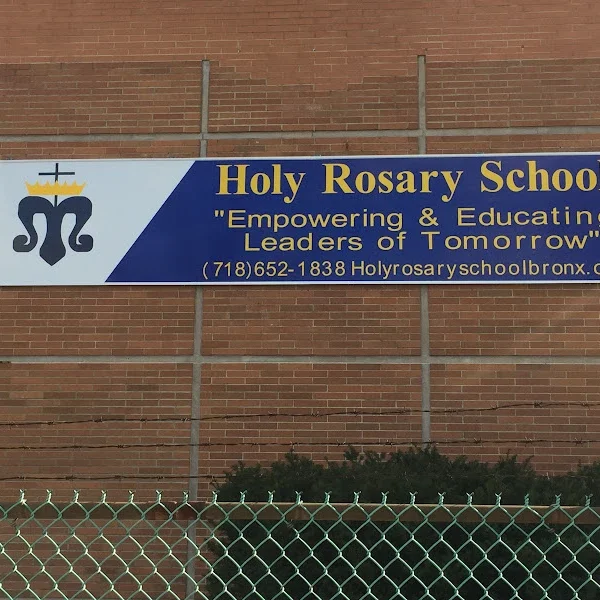 Holy Rosary School
"Empowering & Educating
Leaders of Tomorrow"
(718)652-1838 Holyrosaryschoolbronx.c